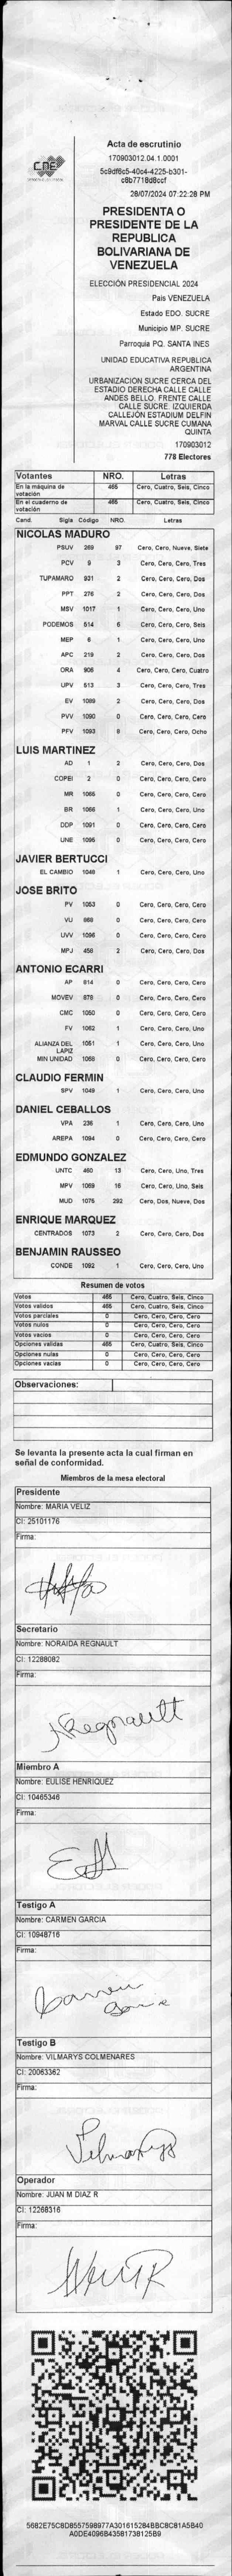 CNE
Acta de escrutinio
170903012.04.1.0001
5c9df6c5-40c4-4225-b301-
c8b7718d8ccf
28/07/2024 07:22:28 PM
PRESIDENTA O
PRESIDENTE DE LA
REPUBLICA
BOLIVARIANA DE
VENEZUELA
ELECCIÓN PRESIDENCIAL 2024
País VENEZUELA
Estado EDO. SUCRE
Municipio MP. SUCRE
Parroquia PQ. SANTA INES
UNIDAD EDUCATIVA REPUBLICA
ARGENTINA
URBANIZACION SUCRE CERCA DEL
ESTADIO DERECHA CALLE CALLE
ANDES BELLO. FRENTE CALLE
CALLE SUCRE. IZQUIERDA
CALLEJÓN ESTADIUM DELFIN
MARVAL CALLE SUCRE CUMANA
QUINTA
170903012
778 Electores
Votantes NRO. Letras
En la máquina de votación 465 Cero, Cuatro, Seis, Cinco
En el cuaderno de votación 465 Cero, Cuatro, Seis, Cinco
Cand. Sigla Código NRO. Letras
NICOLAS MADURO
PSUV 269 97 Cero, Cero, Nueve, Siete
PCV 9 3 Cero, Cero, Cero, Tres
TUPAMARO 931 2 Cero, Cero, Cero, Dos
PPT 276 2 Cero, Cero, Cero, Dos
MSV 1017 1 Cero, Cero, Cero, Uno
PODEMOS 514 6 Cero, Cero, Cero, Seis
MEP 6 1 Cero, Cero, Cero, Uno
APC 219 2 Cero, Cero, Cero, Dos
ORA 906 4 Cero, Cero, Cero, Cuatro
UPV 513 3 Cero, Cero, Cero, Tres
EV 1089 2 Cero, Cero, Cero, Dos
PVV 1090 0 Cero, Cero, Cero, Cero
PFV 1093 8 Cero, Cero, Cero, Ocho
LUIS MARTINEZ
AD 1 2 Cero, Cero, Cero, Dos
COPEI 2 0 Cero, Cero, Cero, Cero
MR 1065 0 Cero, Cero, Cero, Cero
BR 1066 1 Cero, Cero, Cero, Uno
DDP 1091 0 Cero, Cero, Cero, Cero
UNE 1095 0 Cero, Cero, Cero, Cero
JAVIER BERTUCCI
EL CAMBIO 1048 1 Cero, Cero, Cero, Uno
JOSE BRITO
PV 1053 0 Cero, Cero, Cero, Cero
VU 868 0 Cero, Cero, Cero, Cero
UVV 1096 0 Cero, Cero, Cero, Cero
MPJ 458 2 Cero, Cero, Cero, Dos
ANTONIO ECARRI
AP 814 0 Cero, Cero, Cero, Cero
MOVEV 878 0 Cero, Cero, Cero, Cero
CMC 1050 0 Cero, Cero, Cero, Cero
FV 1062 1 Cero, Cero, Cero, Uno
ALIANZA DEL LAPIZ 1051 1 Cero, Cero, Cero, Uno
MIN UNIDAD 1068 0 Cero, Cero, Cero, Cero
CLAUDIO FERMIN
SPV 1049 1 Cero, Cero, Cero, Uno
DANIEL CEBALLOS
VPA 236 1 Cero, Cero, Cero, Uno
AREPA 1094 0 Cero, Cero, Cero, Cero
EDMUNDO GONZALEZ
UNTC 460 13 Cero, Cero, Uno, Tres
MPV 1069 16 Cero, Cero, Uno, Seis
MUD 1075 292 Cero, Dos, Nueve, Dos
ENRIQUE MARQUEZ
CENTRADOS 1073 2 Cero, Cero, Cero, Dos
BENJAMIN RAUSSEO
CONDE 1092 1 Cero, Cero, Cero, Uno
Resumen de votos
Votos 465 Cero, Cuatro, Seis, Cinco
Votos validos 465 Cero, Cuatro, Seis, Cinco
Votos parciales 0 Cero, Cero, Cero, Cero
Votos nulos 0 Cero, Cero, Cero, Cero
Votos vacios 0 Cero, Cero, Cero, Cero
Opciones validas 465 Cero, Cuatro, Seis, Cinco
Opciones nulas 0 Cero, Cero, Cero, Cero
Opciones vacias 0 Cero, Cero, Cero, Cero
Observaciones:
Se levanta la presente acta la cual firman en
señal de conformidad.
Miembros de la mesa electoral
Presidente
Nombre: MARIA VELIZ
CI: 25101176
Firma:
Secretario
Nombre: NORAIDA REGNAULT
CI: 12288082
Firma:
Regnault
Miembro A
Nombre: EULISE HENRIQUEZ
CI: 10465346
Firma:
Testigo A
Nombre: CARMEN GARCIA
CI: 10948716
Firma:
Carmen
Testigo B
Nombre: VILMARYS COLMENARES
CI: 20063362
Firma:
Vilmarys
Operador
Nombre: JUAN M DIAZ R
CI: 12268316
Firma:
5682E75C8D8557598977A301615284BBC8C81A5B40
A0DE4096B43581738125B9